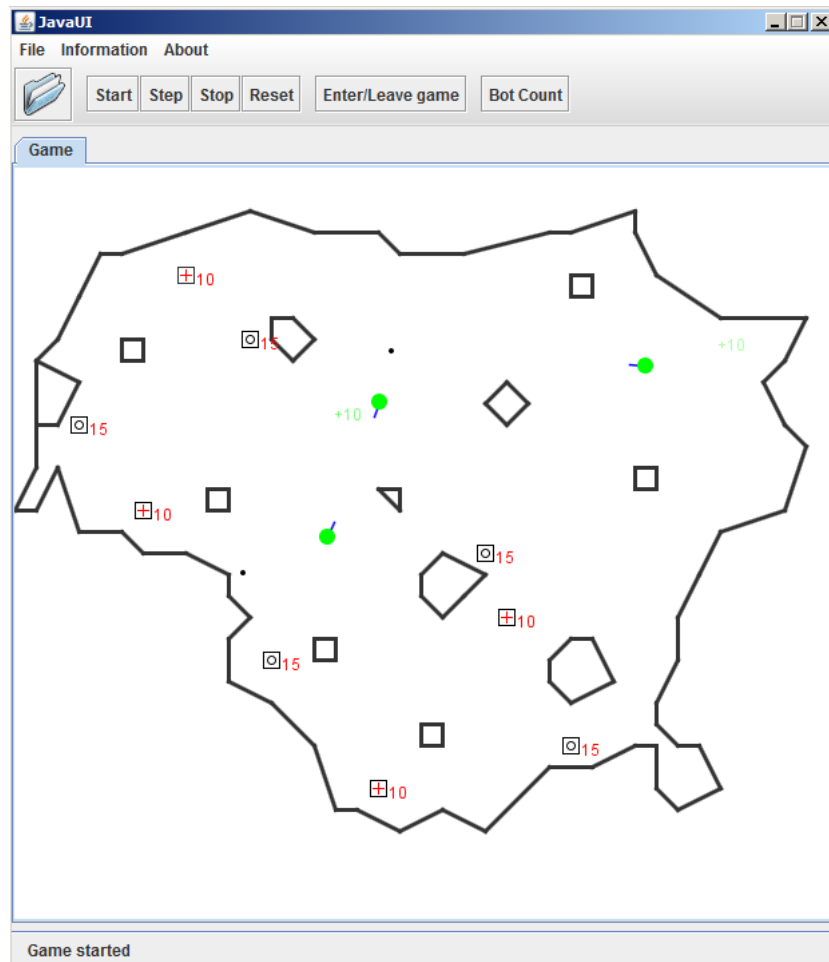 JavaUI
File Information About
Start Step Stop Reset Enter/Leave game Bot Count
Game
10
15
+10
+10
15
10
15
10
15
15
10
Game started